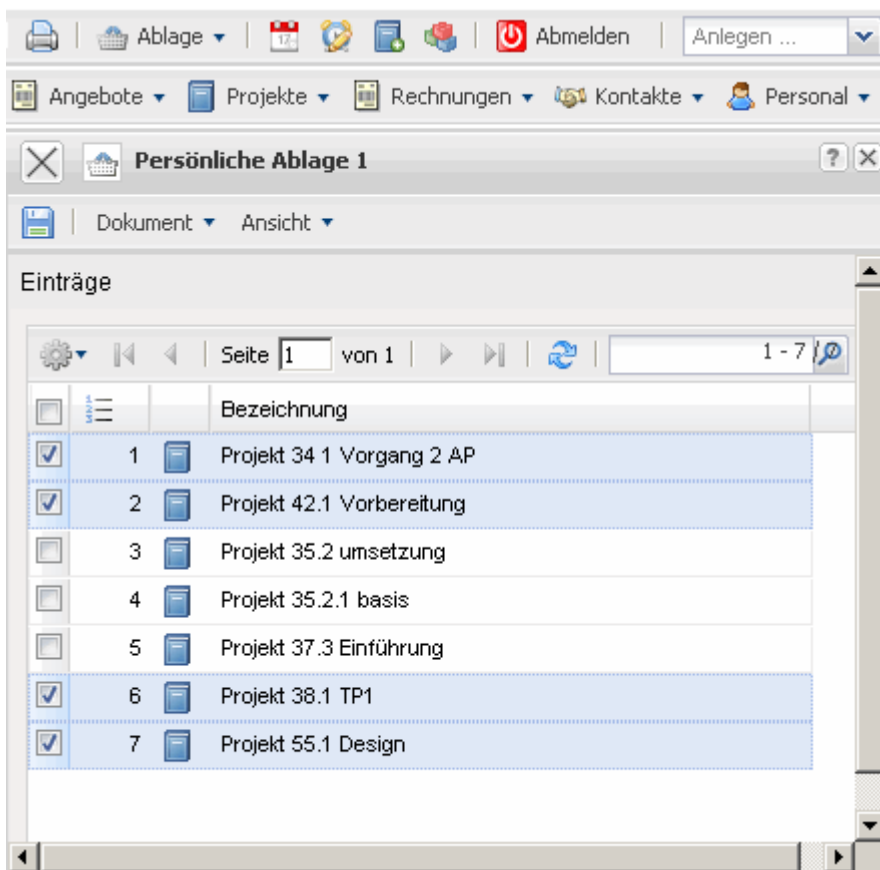 Ablage Abmelden Anlegen ...
Angebote Projekte Rechnungen Kontakte Personal
Persönliche Ablage 1
Dokument Ansicht
Einträge
Seite 1 von 1 1 - 7 /
Bezeichnung
1 Projekt 34 1 Vorgang 2 AP
2 Projekt 42.1 Vorbereitung
3 Projekt 35.2 umsetzung
4 Projekt 35.2.1 basis
5 Projekt 37.3 Einführung
6 Projekt 38.1 TP1
7 Projekt 55.1 Design